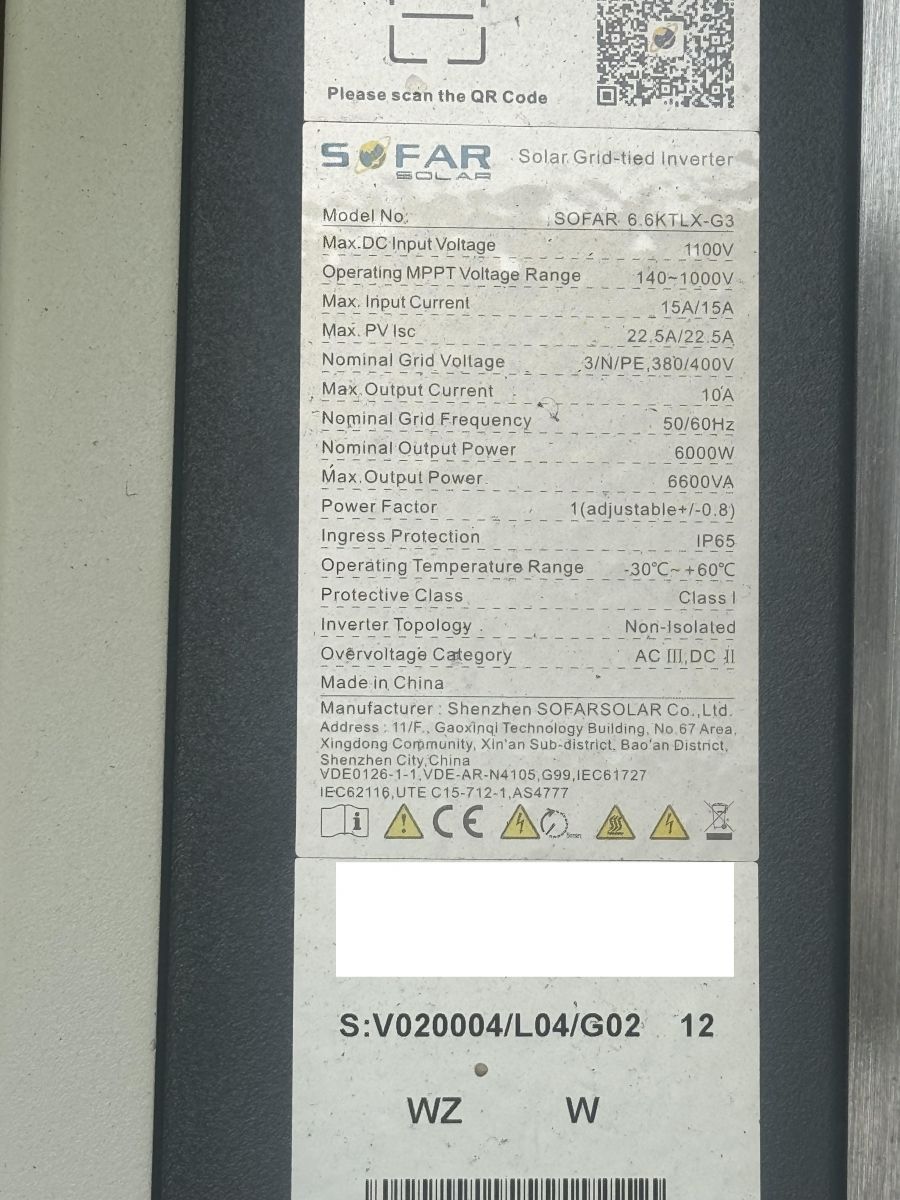 Please scan the QR Code
SOFAR SOLAR Solar Grid-tied Inverter
Model No: SOFAR 6.6KTLX-G3
Max.DC Input Voltage 1100V
Operating MPPT Voltage Range 140~1000V
Max. Input Current 15A/15A
Max. PV Isc 22.5A/22.5A
Nominal Grid Voltage 3/N/PE,380/400V
Max.Output Current 10A
Nominal Grid Frequency 50/60Hz
Nominal Output Power 6000W
Max.Output Power 6600VA
Power Factor 1(adjustable+/-0.8)
Ingress Protection IP65
Operating Temperature Range -30℃~+60℃
Protective Class Class I
Inverter Topology Non-Isolated
Overvoltage Category AC III,DC II
Made in China
Manufacturer : Shenzhen SOFARSOLAR Co.,Ltd.
Address : 11/F., Gaoxinqi Technology Building, No.67 Area,
Xingdong Community, Xin'an Sub-district, Bao'an District,
Shenzhen City,China
VDE0126-1-1,VDE-AR-N4105,G99,IEC61727
IEC62116,UTE C15-712-1,AS4777
CE
S:V020004/L04/G02 12
WZ W